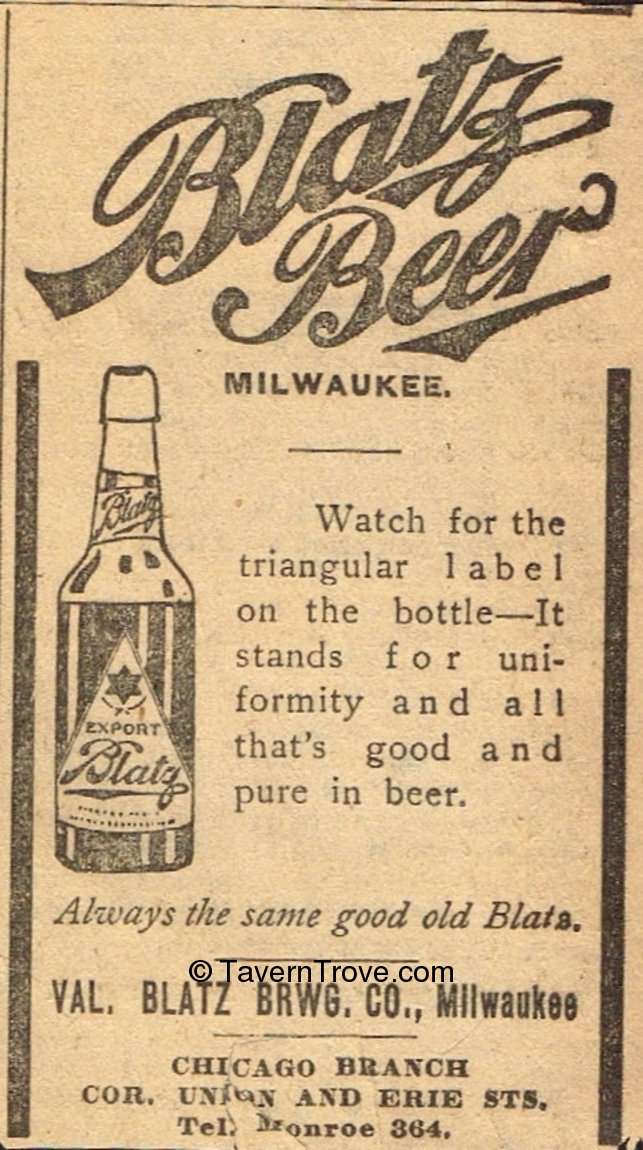 Blatz
Beer
MILWAUKEE.
Blatz
Watch for the
triangular label
on the bottle—It
stands for uni-
formity and all
that's good and
pure in beer.
EXPORT
Blatz
Always the same good old Blatz.
© TavernTrove.com
VAL. BLATZ BRWG. CO., Milwaukee
CHICAGO BRANCH
COR. UNION AND ERIE STS.
Tel. Monroe 364.